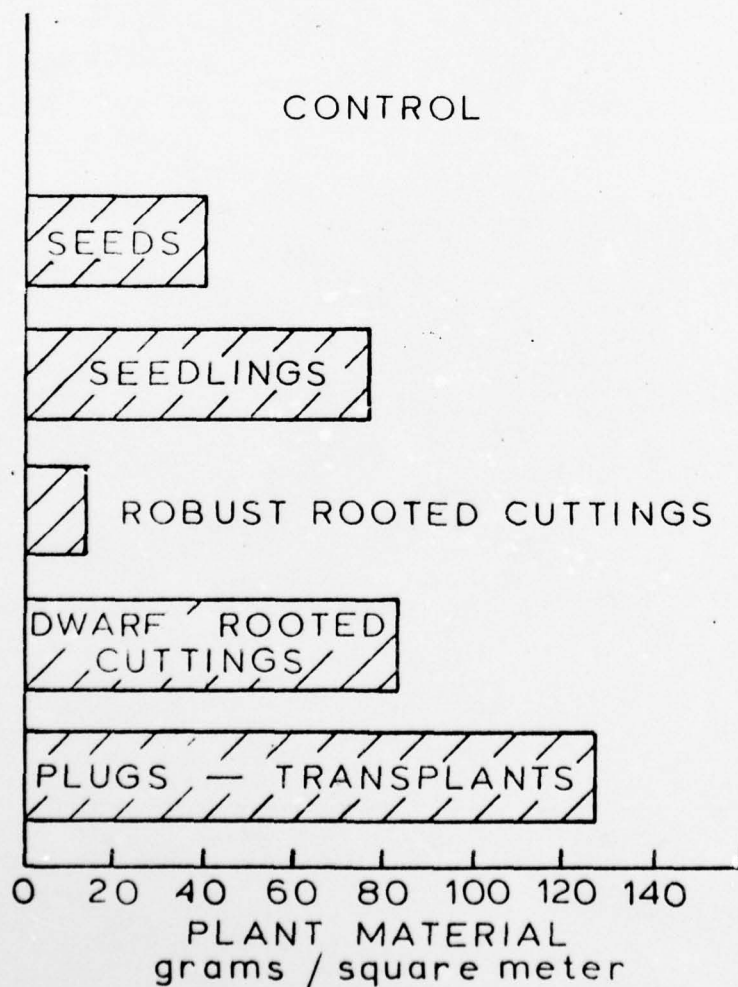 CONTROL
SEEDS
SEEDLINGS
ROBUST ROOTED CUTTINGS
DWARF ROOTED
CUTTINGS
PLUGS — TRANSPLANTS
0 20 40 60 80 100 120 140
PLANT MATERIAL
grams / square meter